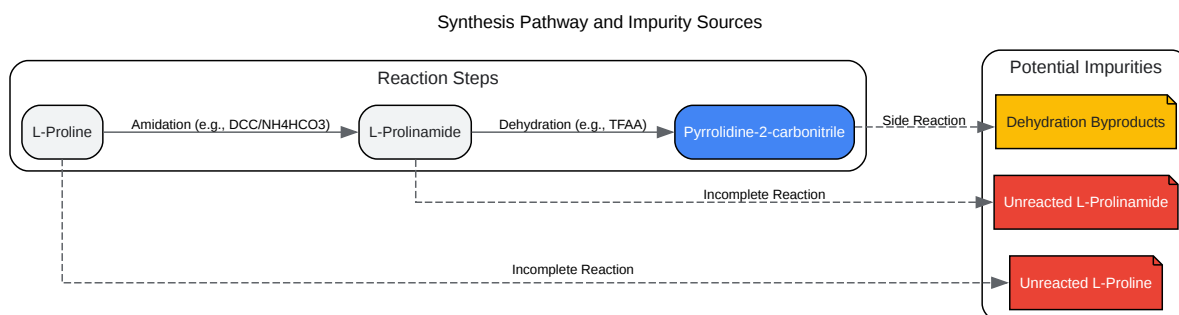 Synthesis Pathway and Impurity Sources
Reaction Steps
Potential Impurities
L-Proline
Amidation (e.g., DCC/NH4HCO3)
L-Prolinamide
Dehydration (e.g., TFAA)
Pyrrolidine-2-carbonitrile
Side Reaction
Dehydration Byproducts
Incomplete Reaction
Unreacted L-Prolinamide
Incomplete Reaction
Unreacted L-Proline